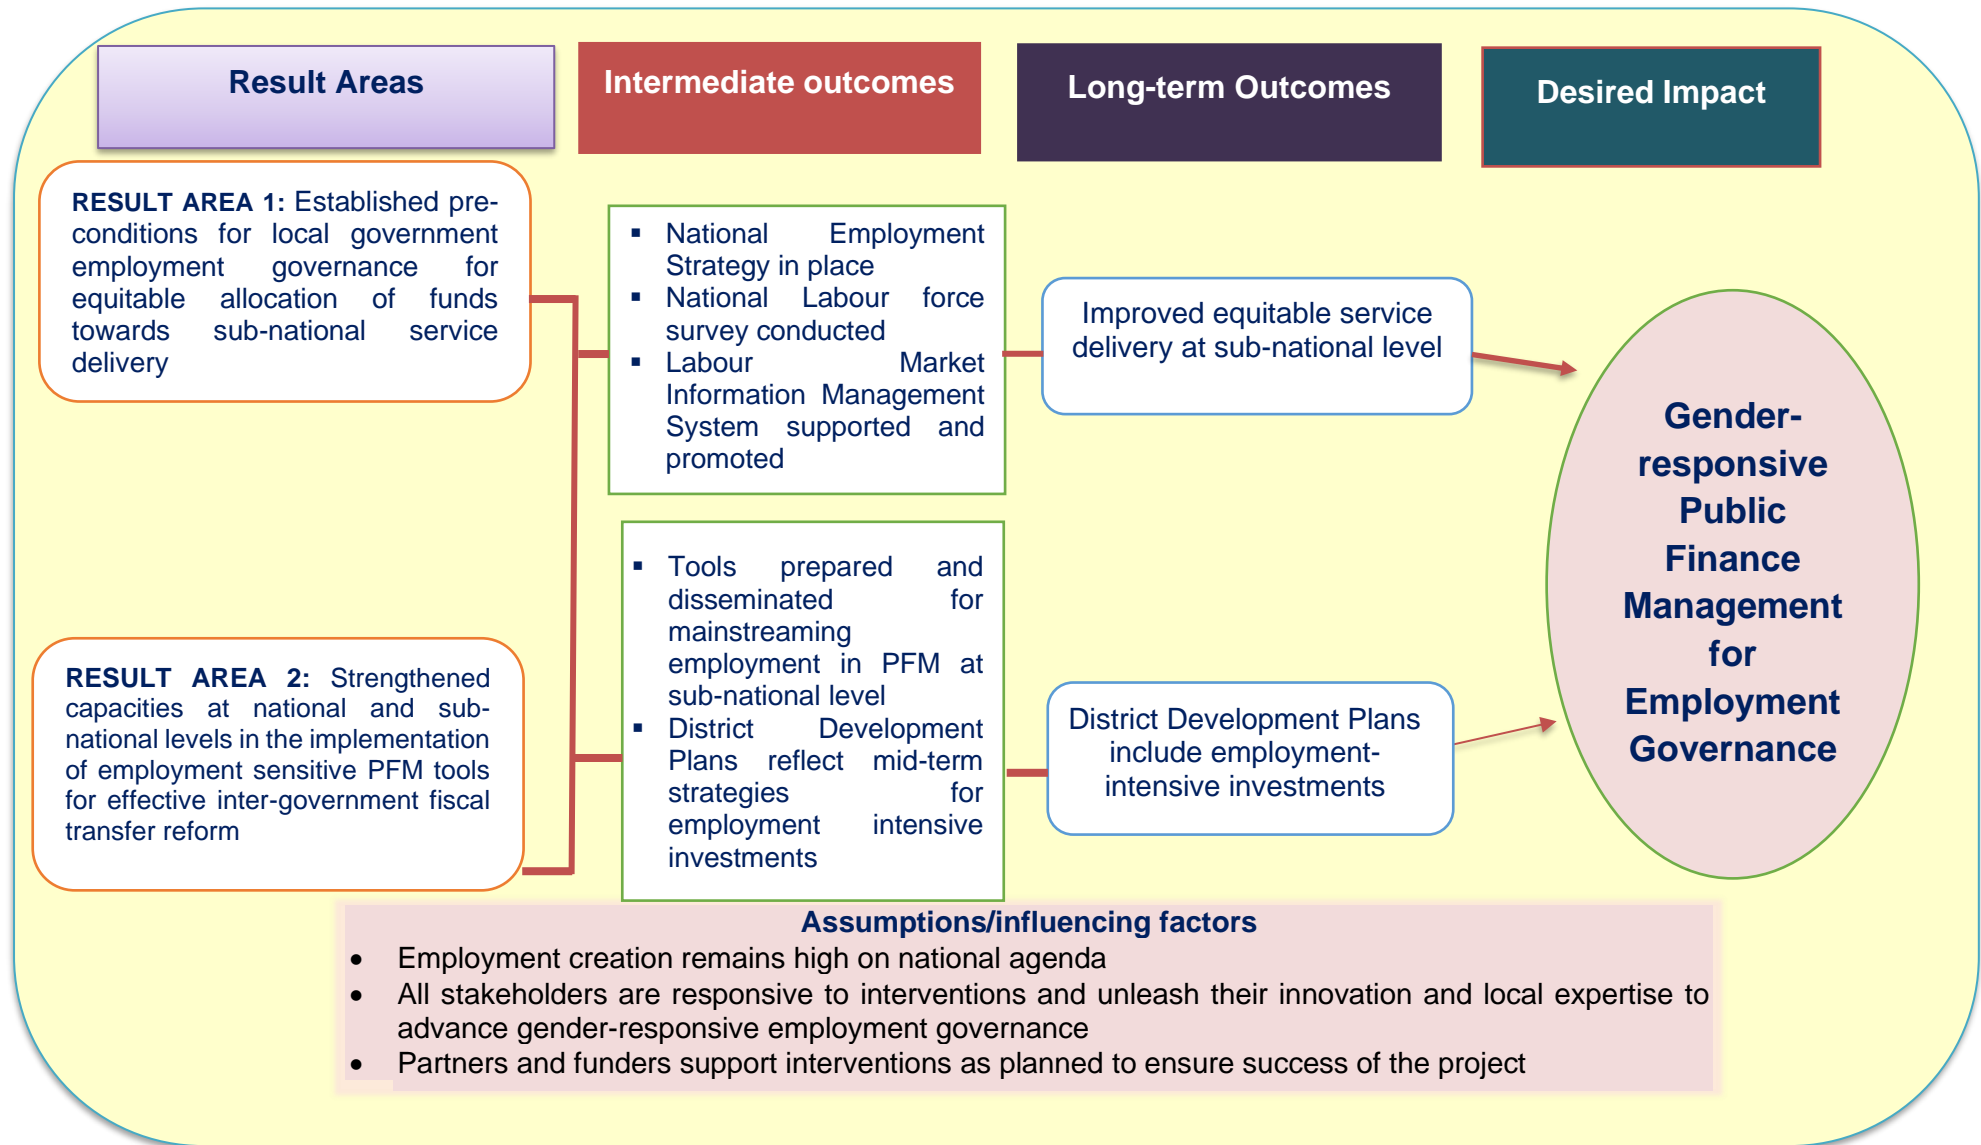 Result Areas
Intermediate outcomes
Long-term Outcomes
Desired Impact
RESULT AREA 1: Established pre-
conditions for local government
employment governance for
equitable allocation of funds
towards sub-national service
delivery
▪ National Employment
Strategy in place
▪ National Labour force
survey conducted
▪ Labour Market
Information Management
System supported and
promoted
Improved equitable service
delivery at sub-national level
Gender-
responsive
Public
Finance
Management
for
Employment
Governance
RESULT AREA 2: Strengthened
capacities at national and sub-
national levels in the implementation
of employment sensitive PFM tools
for effective inter-government fiscal
transfer reform
▪ Tools prepared and
disseminated for
mainstreaming
employment in PFM at
sub-national level
▪ District Development
Plans reflect mid-term
strategies for
employment intensive
investments
District Development Plans
include employment-
intensive investments
Assumptions/influencing factors
• Employment creation remains high on national agenda
• All stakeholders are responsive to interventions and unleash their innovation and local expertise to
advance gender-responsive employment governance
• Partners and funders support interventions as planned to ensure success of the project